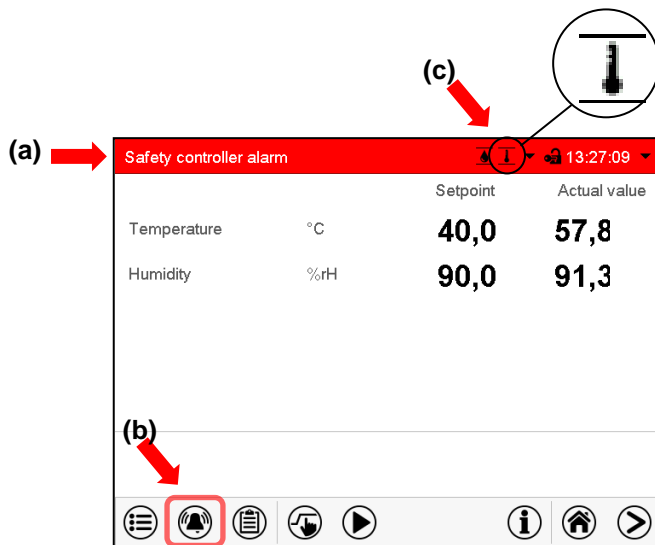 (c)
(a)
Safety controller alarm 13:27:09
Setpoint Actual value
Temperature °C 40,0 57,8
Humidity %rH 90,0 91,3
(b)